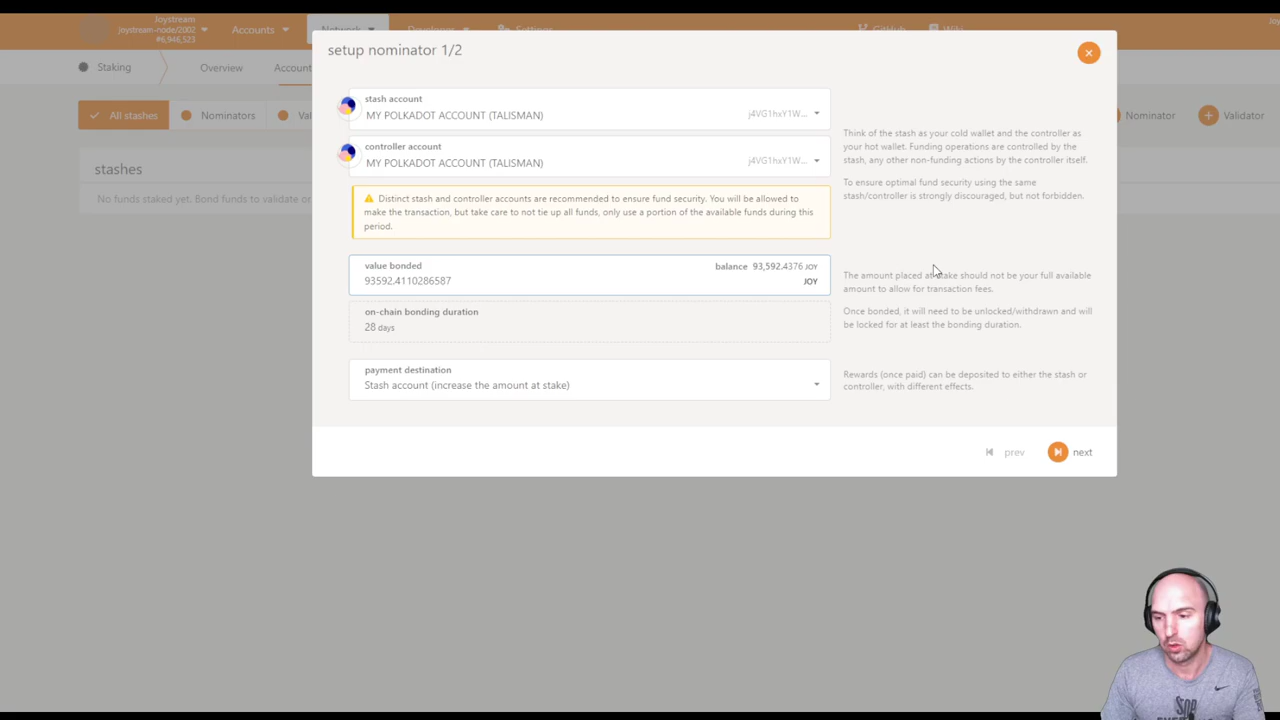 Joystream
joystream-node/2002
#6,946,523
Accounts
Network
Developer
Settings
GitHub
Wiki
Staking
Overview
All stashes
Nominators
Nominator
Validator
stashes
No funds staked yet. Bond funds to validate or
setup nominator 1/2
stash account
MY POLKADOT ACCOUNT (TALISMAN)
j4VG1hxY1W...
controller account
MY POLKADOT ACCOUNT (TALISMAN)
j4VG1hxY1W...
Think of the stash as your cold wallet and the controller as
your hot wallet. Funding operations are controlled by the
stash, any other non-funding actions by the controller itself.
To ensure optimal fund security using the same
stash/controller is strongly discouraged, but not forbidden.
Distinct stash and controller accounts are recommended to ensure fund security. You will be allowed to
make the transaction, but take care to not tie up all funds, only use a portion of the available funds during this
period.
value bonded
balance 93,592.4376 JOY
93592.4110286587
JOY
The amount placed at-stake should not be your full available
amount to allow for transaction fees.
Once bonded, it will need to be unlocked/withdrawn and will
be locked for at least the bonding duration.
on-chain bonding duration
28 days
payment destination
Stash account (increase the amount at stake)
Rewards (once paid) can be deposited to either the stash or
controller, with different effects.
prev
next